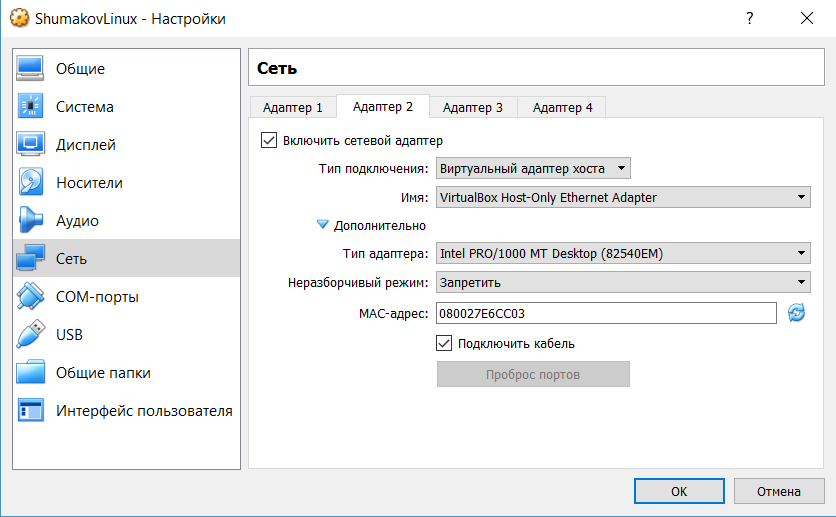 ShumakovLinux - Настройки
Общие
Система
Дисплей
Носители
Аудио
Сеть
COM-порты
USB
Общие папки
Интерфейс пользователя
Сеть
Адаптер 1 Адаптер 2 Адаптер 3 Адаптер 4
Включить сетевой адаптер
Тип подключения: Виртуальный адаптер хоста
Имя: VirtualBox Host-Only Ethernet Adapter
Дополнительно
Тип адаптера: Intel PRO/1000 MT Desktop (82540EM)
Неразборчивый режим: Запретить
MAC-адрес: 080027E6CC03
Подключить кабель
Проброс портов
OK Отмена